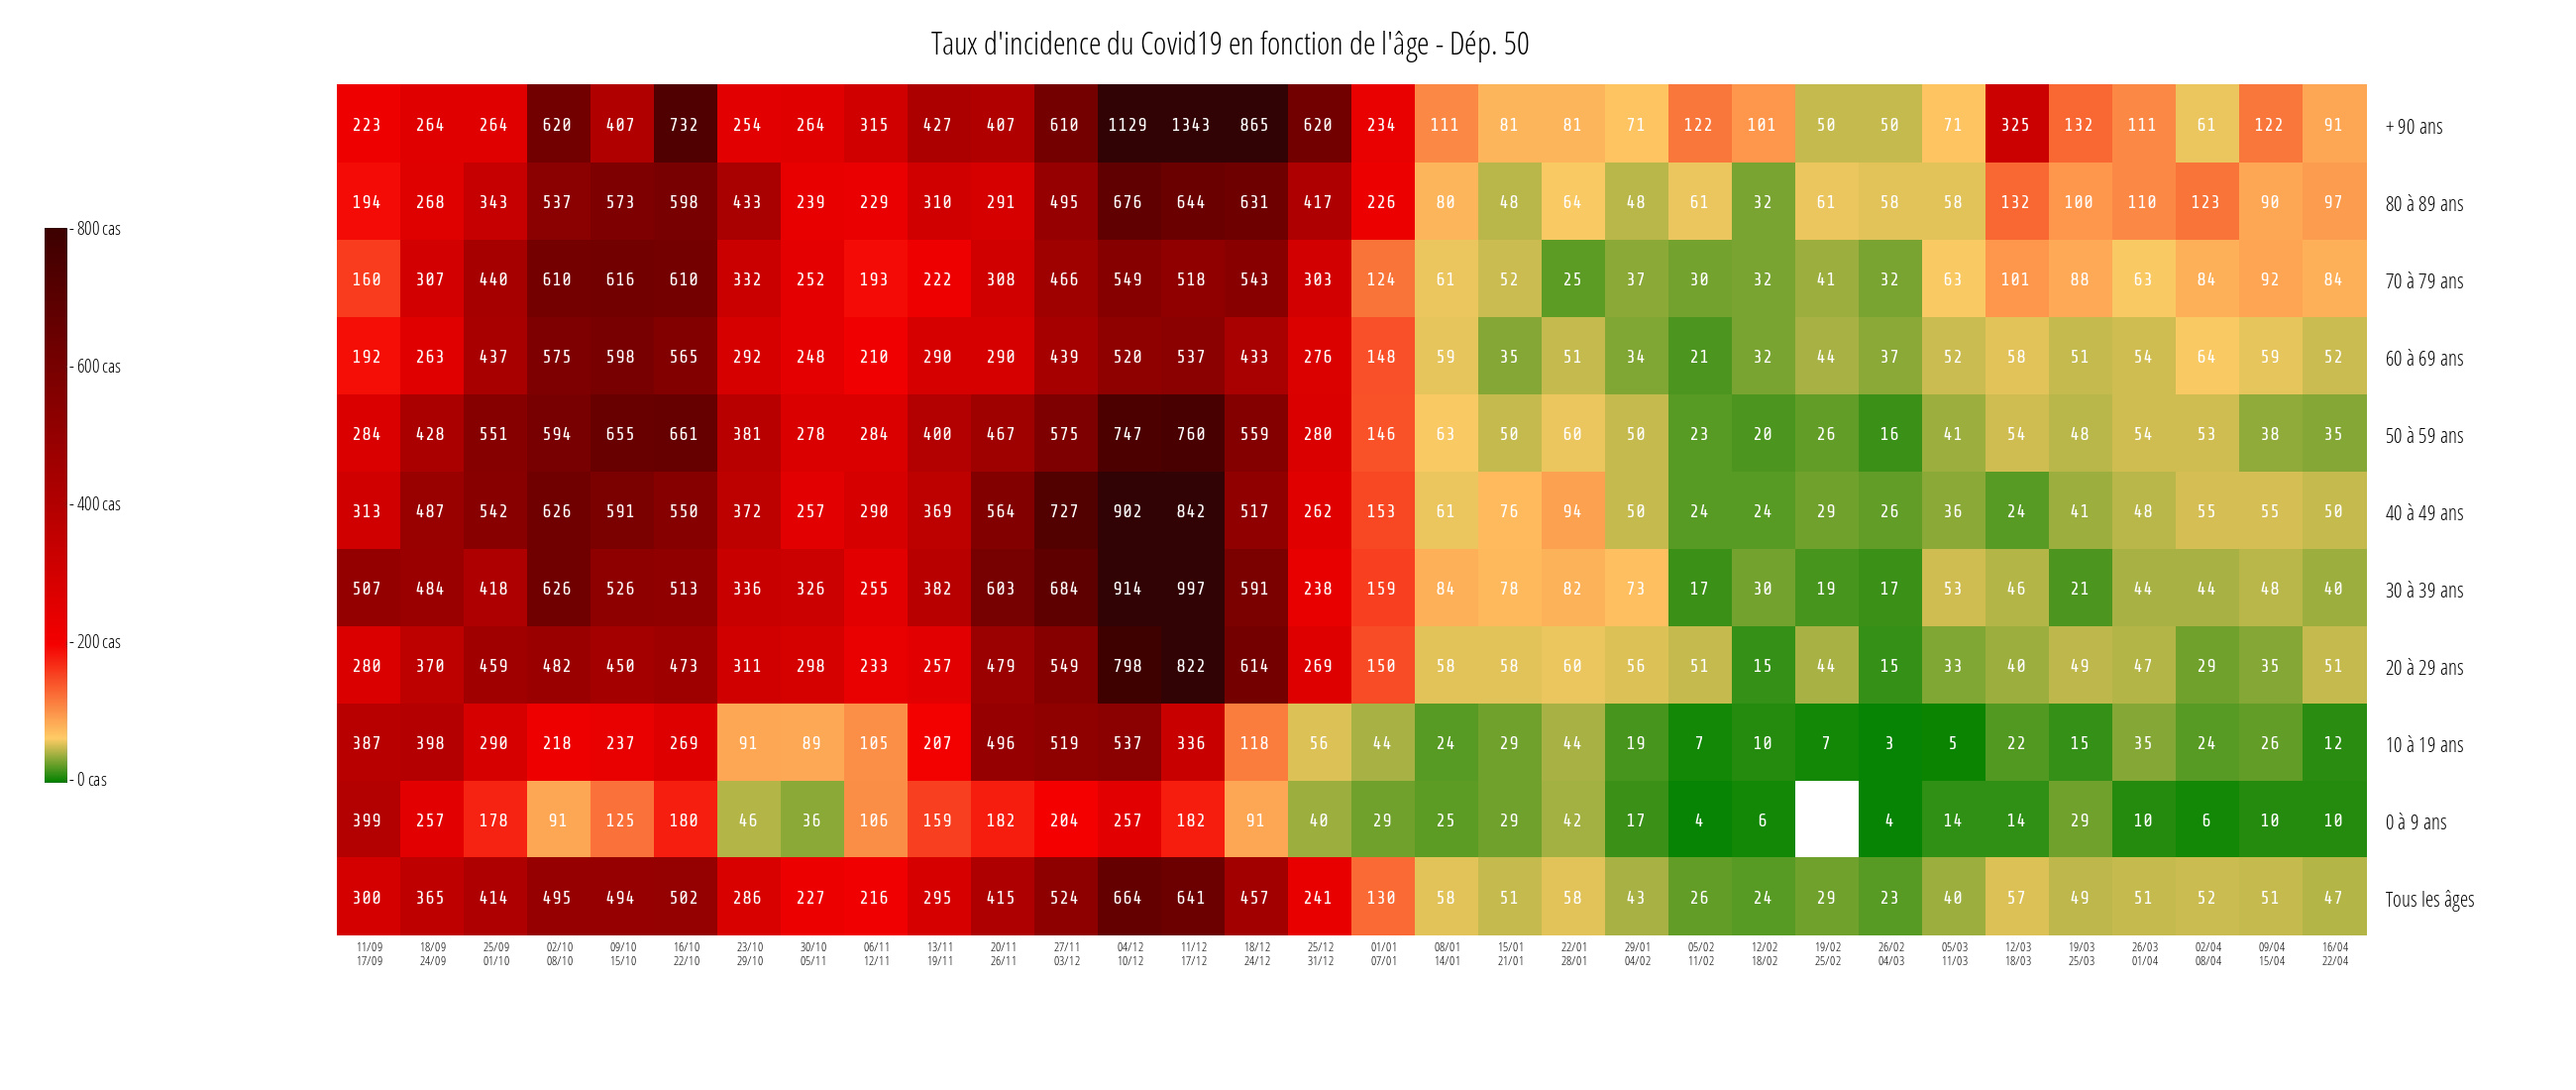 Taux d'incidence du Covid19 en fonction de l'âge - Dép. 50
- 800 cas
- 600 cas
- 400 cas
- 200 cas
- 0 cas
223 264 264 620 407 732 254 264 315 427 407 610 1129 1343 865 620 234 111 81 81 71 122 101 50 50 71 325 132 111 61 122 91 + 90 ans
194 268 343 537 573 598 433 239 229 310 291 495 676 644 631 417 226 80 48 64 48 61 32 61 58 58 132 100 110 123 90 97 80 à 89 ans
160 307 440 610 616 610 332 252 193 222 308 466 549 518 543 303 124 61 52 25 37 30 32 41 32 63 101 88 63 84 92 84 70 à 79 ans
192 263 437 575 598 565 292 248 210 290 290 439 520 537 433 276 148 59 35 51 34 21 32 44 37 52 58 51 54 64 59 52 60 à 69 ans
284 428 551 594 655 661 381 278 284 400 467 575 747 760 559 280 146 63 50 60 50 23 20 26 16 41 54 48 54 53 38 35 50 à 59 ans
313 487 542 626 591 550 372 257 290 369 564 727 902 842 517 262 153 61 76 94 50 24 24 29 26 36 24 41 48 55 55 50 40 à 49 ans
507 484 418 626 526 513 336 326 255 382 603 684 914 997 591 238 159 84 78 82 73 17 30 19 17 53 46 21 44 44 48 40 30 à 39 ans
280 370 459 482 450 473 311 298 233 257 479 549 798 822 614 269 150 58 58 60 56 51 15 44 15 33 40 49 47 29 35 51 20 à 29 ans
387 398 290 218 237 269 91 89 105 207 496 519 537 336 118 56 44 24 29 44 19 7 10 7 3 5 22 15 35 24 26 12 10 à 19 ans
399 257 178 91 125 180 46 36 106 159 182 204 257 182 91 40 29 25 29 42 17 4 6 4 14 14 29 10 6 10 10 0 à 9 ans
300 365 414 495 494 502 286 227 216 295 415 524 664 641 457 241 130 58 51 58 43 26 24 29 23 40 57 49 51 52 51 47 Tous les âges
11/09 18/09 25/09 02/10 09/10 16/10 23/10 30/10 06/11 13/11 20/11 27/11 04/12 11/12 18/12 25/12 01/01 08/01 15/01 22/01 29/01 05/02 12/02 19/02 26/02 05/03 12/03 19/03 26/03 02/04 09/04 16/04
17/09 24/09 01/10 08/10 15/10 22/10 29/10 05/11 12/11 19/11 26/11 03/12 10/12 17/12 24/12 31/12 07/01 14/01 21/01 28/01 04/02 11/02 18/02 25/02 04/03 11/03 18/03 25/03 01/04 08/04 15/04 22/04